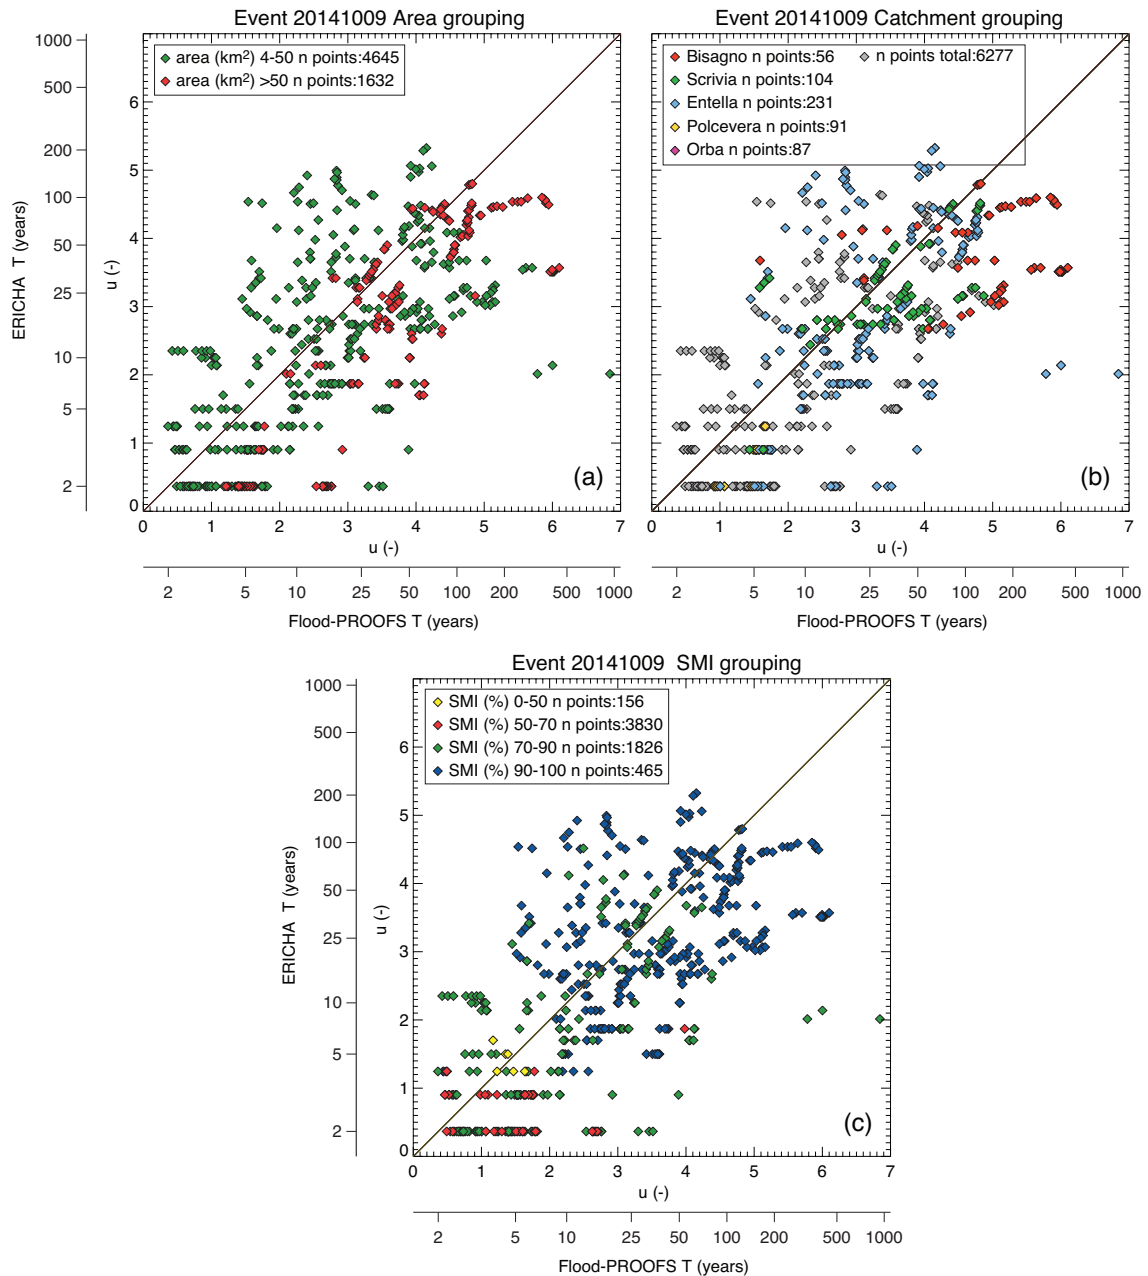 Event 20141009 Area grouping
area (km²) 4-50 n points:4645
area (km²) >50 n points:1632
1000
500
200
100
50
25
10
5
2
ERICHA T (years)
6
5
4
3
2
1
0
u (-)
(a)
0 1 2 3 4 5 6 7
u (-)
2 5 10 25 50 100 200 500 1000
Flood-PROOFS T (years)
Event 20141009 Catchment grouping
Bisagno n points:56
n points total:6277
Scrivia n points:104
Entella n points:231
Polcevera n points:91
Orba n points:87
(b)
0 1 2 3 4 5 6 7
u (-)
2 5 10 25 50 100 200 500 1000
Flood-PROOFS T (years)
Event 20141009 SMI grouping
SMI (%) 0-50 n points:156
SMI (%) 50-70 n points:3830
SMI (%) 70-90 n points:1826
SMI (%) 90-100 n points:465
1000
500
200
100
50
25
10
5
2
ERICHA T (years)
6
5
4
3
2
1
0
u (-)
(c)
0 1 2 3 4 5 6 7
u (-)
2 5 10 25 50 100 200 500 1000
Flood-PROOFS T (years)